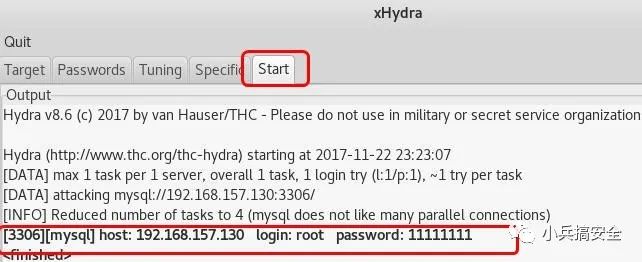 xHydra
Quit
Target Passwords Tuning Specific Start
Output
Hydra v8.6 (c) 2017 by van Hauser/THC - Please do not use in military or secret service organization
Hydra (http://www.thc.org/thc-hydra) starting at 2017-11-22 23:23:07
[DATA] max 1 task per 1 server, overall 1 task, 1 login try (l:1/p:1), ~1 try per task
[DATA] attacking mysql://192.168.157.130:3306/
[INFO] Reduced number of tasks to 4 (mysql does not like many parallel connections)
[3306][mysql] host: 192.168.157.130 login: root password: 11111111
小兵搞安全
<finished>